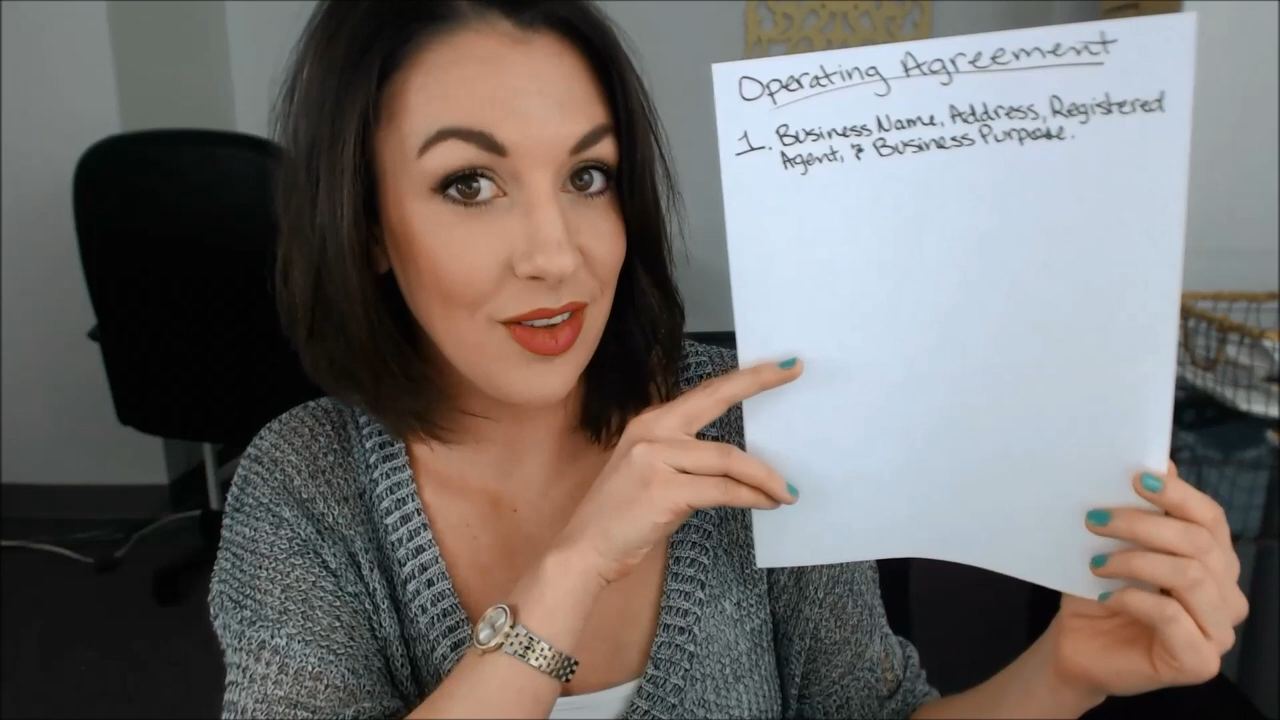 Operating Agreement
1. Business Name, Address, Registered
Agent, & Business Purpose.